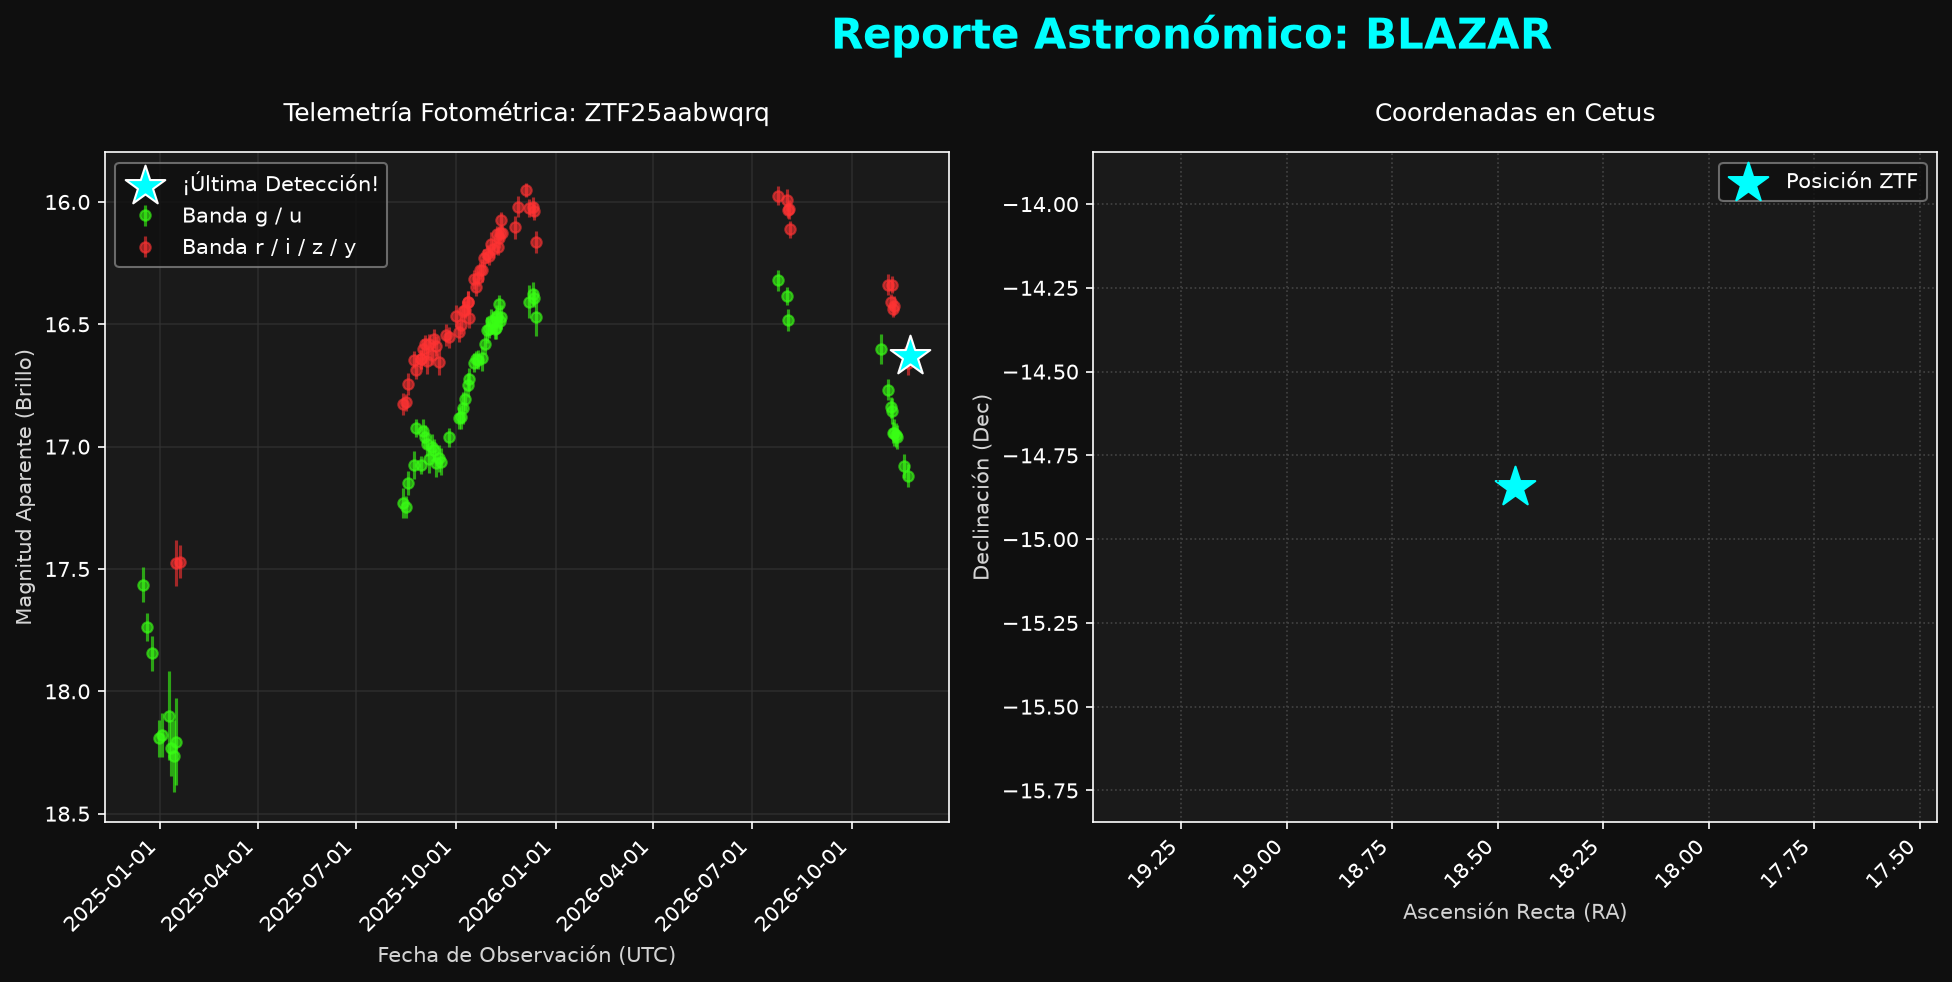 Reporte Astronómico: BLAZAR
Telemetría Fotométrica: ZTF25aabwqrq
¡Última Detección!
Banda g / u
Banda r / i / z / y
Magnitud Aparente (Brillo)
16.0
16.5
17.0
17.5
18.0
18.5
2025-01-01
2025-04-01
2025-07-01
2025-10-01
2026-01-01
2026-04-01
2026-07-01
2026-10-01
Fecha de Observación (UTC)
Coordenadas en Cetus
Posición ZTF
Declinación (Dec)
−14.00
−14.25
−14.50
−14.75
−15.00
−15.25
−15.50
−15.75
19.25
19.00
18.75
18.50
18.25
18.00
17.75
17.50
Ascensión Recta (RA)